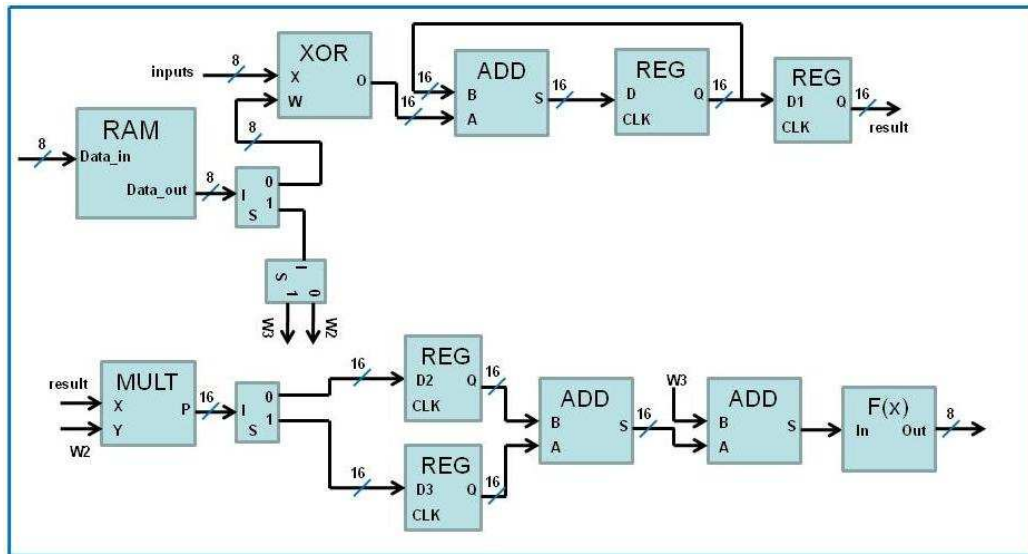 XOR
inputs
8
X
W
O
8
16
16
ADD
B
A
S
16
REG
D
Q
CLK
16
REG
D1
Q
CLK
16
result
RAM
8
Data_in
Data_out
8
I
S
0
1
I
S
1
0
W3
W2
result
MULT
X
Y
P
W2
16
I
S
0
1
16
16
REG
D2
Q
CLK
16
REG
D3
Q
CLK
16
ADD
B
A
S
16
W3
ADD
B
A
S
F(x)
In
Out
8